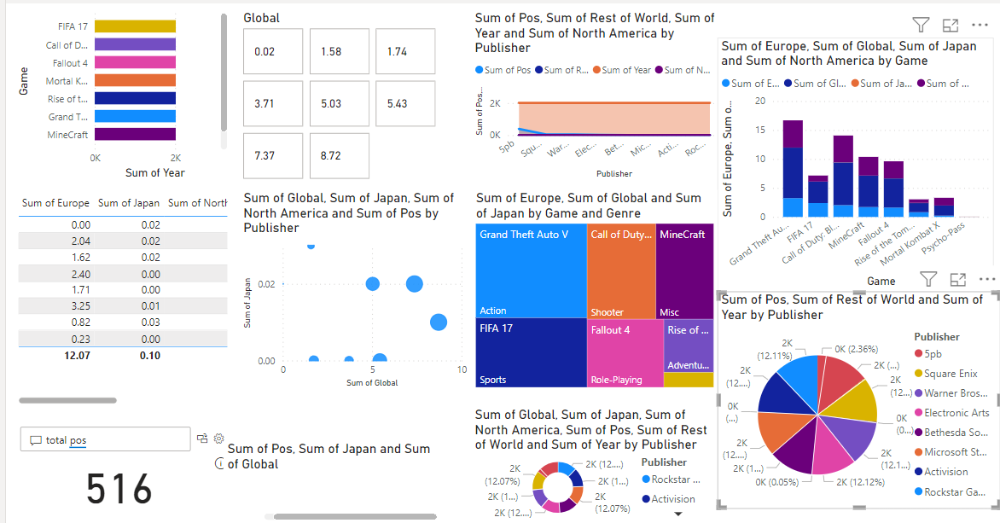 FIFA 17
Call of D...
Fallout 4
Mortal K...
Rise of t...
Grand T...
MineCraft
Game
0K
2K
Sum of Year
Global
0.02
1.58
1.74
3.71
5.03
5.43
7.37
8.72
Sum of Pos, Sum of Rest of World, Sum of
Year and Sum of North America by
Publisher
Sum of Pos
Sum of R...
Sum of Year
Sum of N...
Sum of Pos...
2K
0K
5pb
Squ...
War...
Elec...
Bet...
Mic...
Acti...
Roc...
Publisher
Sum of Europe, Sum of Global, Sum of Japan
and Sum of North America by Game
Sum of E...
Sum of Gl...
Sum of Ja...
Sum of ...
Sum of Europe, Sum o...
20
15
10
5
0
Grand Theft Au...
FIFA 17
Call of Duty: Bl...
MineCraft
Fallout 4
Rise of the Tom...
Mortal Kombat X
Psycho-Pass
Game
Sum of Europe Sum of Japan Sum of North
0.00 0.02
2.04 0.02
1.62 0.02
2.40 0.00
1.71 0.00
3.25 0.01
0.82 0.03
0.23 0.00
12.07 0.10
Sum of Global, Sum of Japan, Sum of
North America and Sum of Pos by
Publisher
Sum of Japan
0.02
0.00
0
5
10
Sum of Global
Sum of Europe, Sum of Global and Sum
of Japan by Game and Genre
Grand Theft Auto V
Action
Call of Duty...
Shooter
MineCraft
Misc
FIFA 17
Sports
Fallout 4
Role-Playing
Rise of ...
Adventu...
Sum of Pos, Sum of Rest of World and Sum of
Year by Publisher
2K
(12.11%)
0K (2.36%)
2K (...)
2K
(12....)
2K
(12...)
0K
(...)
0K
(0...)
2K
(12....)
2K
(12.1...)
2K (1...)
0K (0.05%)
2K (12.12%)
Publisher
5pb
Square Enix
Warner Bros...
Electronic Arts
Bethesda So...
Microsoft St...
Activision
Rockstar Ga...
total pos
516
Sum of Pos, Sum of Japan and Sum
of Global
Sum of Global, Sum of Japan, Sum of
North America, Sum of Pos, Sum of Rest
of World and Sum of Year by Publisher
2K
(12.07%)
2K (12....)
2K (1...)
2K (1...)
2K
(12.07%)
2K (12....)
Publisher
Rockstar ...
Activision